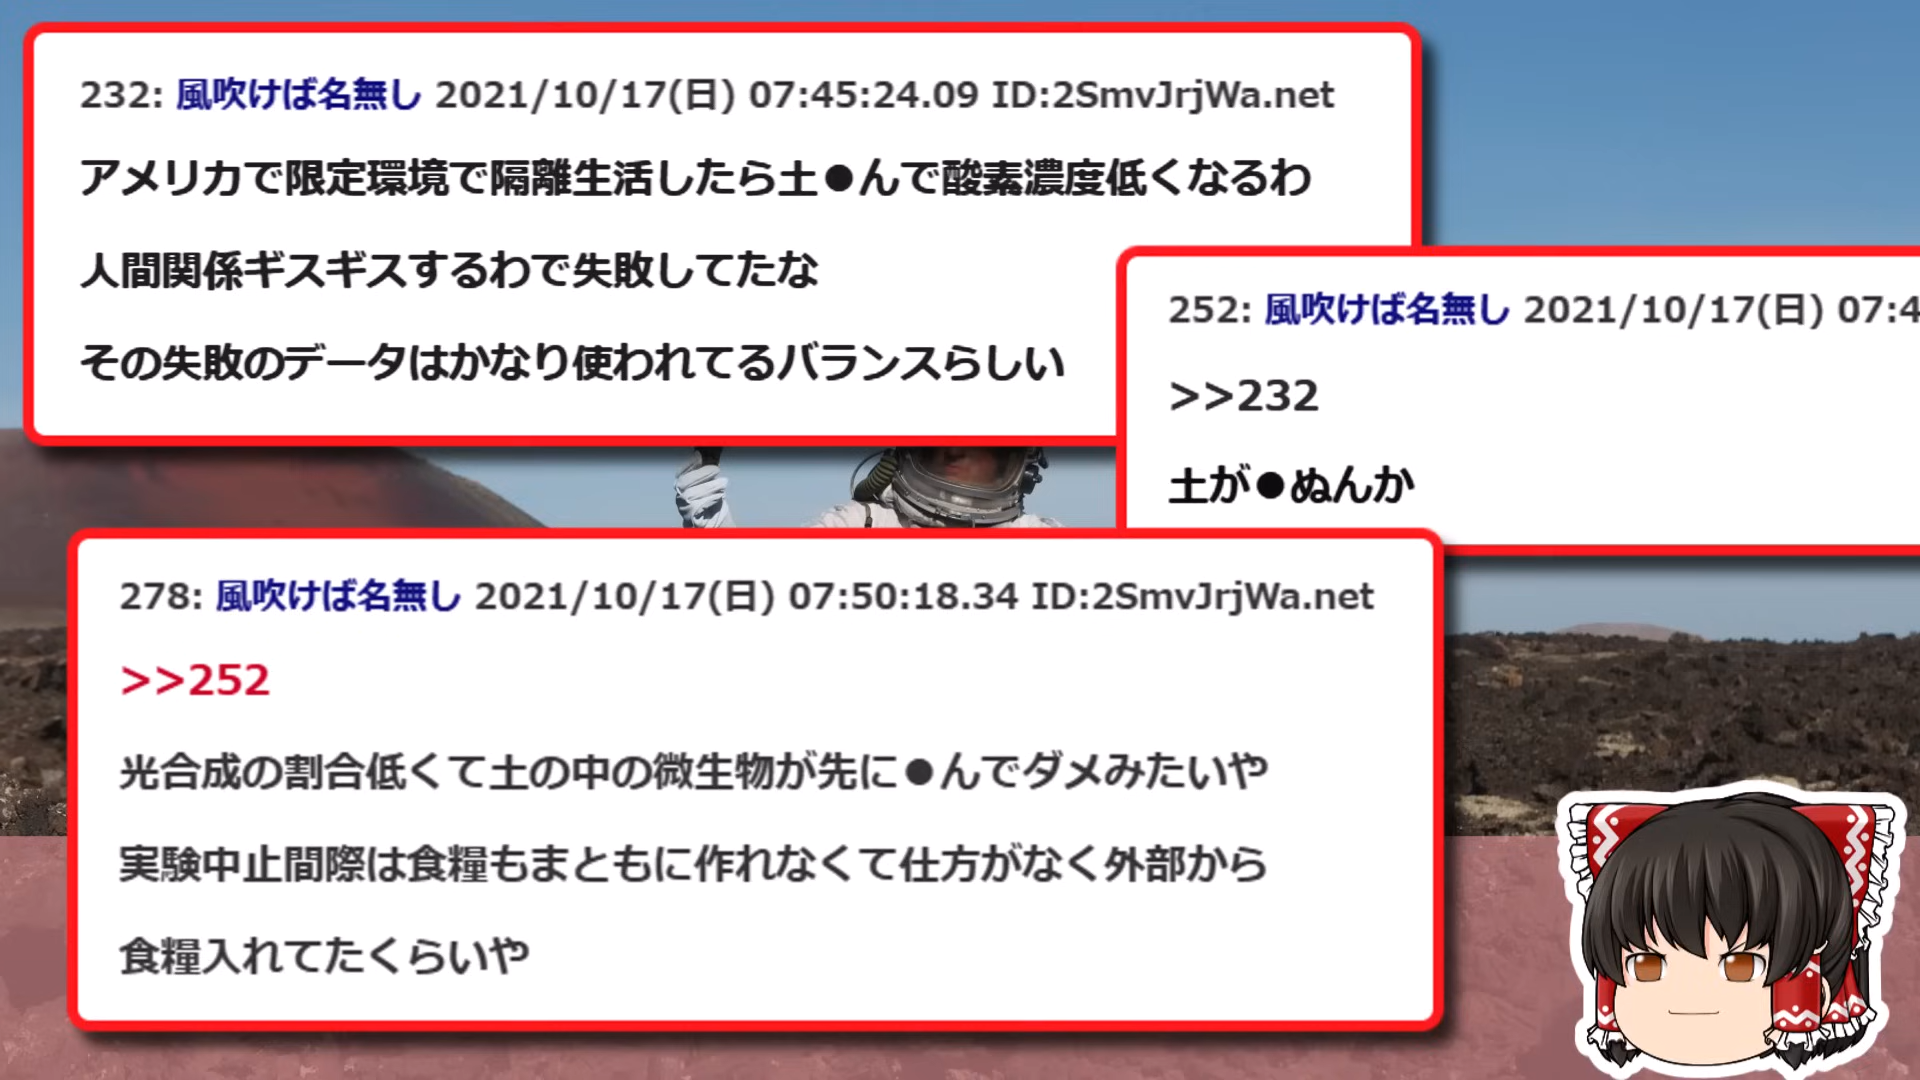 232: 風吹けば名無し 2021/10/17(日) 07:45:24.09 ID:2SmvJrjWa.net
アメリカで限定環境で隔離生活したら土●んで酸素濃度低くなるわ
人間関係ギスギスするわで失敗してたな
その失敗のデータはかなり使われてるバランスらしい
252: 風吹けば名無し 2021/10/17(日) 07:4
>>232
土が●ぬんか
278: 風吹けば名無し 2021/10/17(日) 07:50:18.34 ID:2SmvJrjWa.net
>>252
光合成の割合低くて土の中の微生物が先に●んでダメみたいや
実験中止間際は食糧もまともに作れなくて仕方がなく外部から
食糧入れてたくらいや